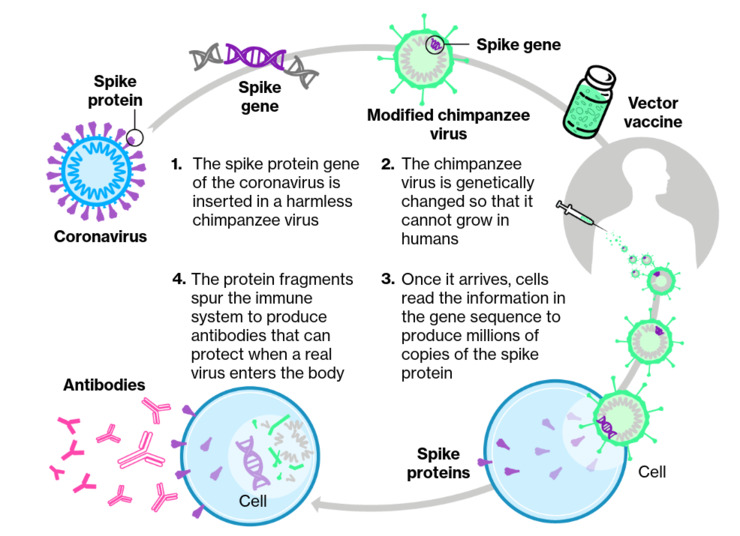 Spike gene
Spike
protein
Spike
gene
Modified chimpanzee
virus
Vector
vaccine
Coronavirus
1. The spike protein gene
of the coronavirus is
inserted in a harmless
chimpanzee virus
2. The chimpanzee
virus is genetically
changed so that it
cannot grow in
humans
4. The protein fragments
spur the immune
system to produce
antibodies that can
protect when a real
virus enters the body
3. Once it arrives, cells
read the information in
the gene sequence to
produce millions of
copies of the spike
protein
Antibodies
Cell
Spike
proteins
Cell